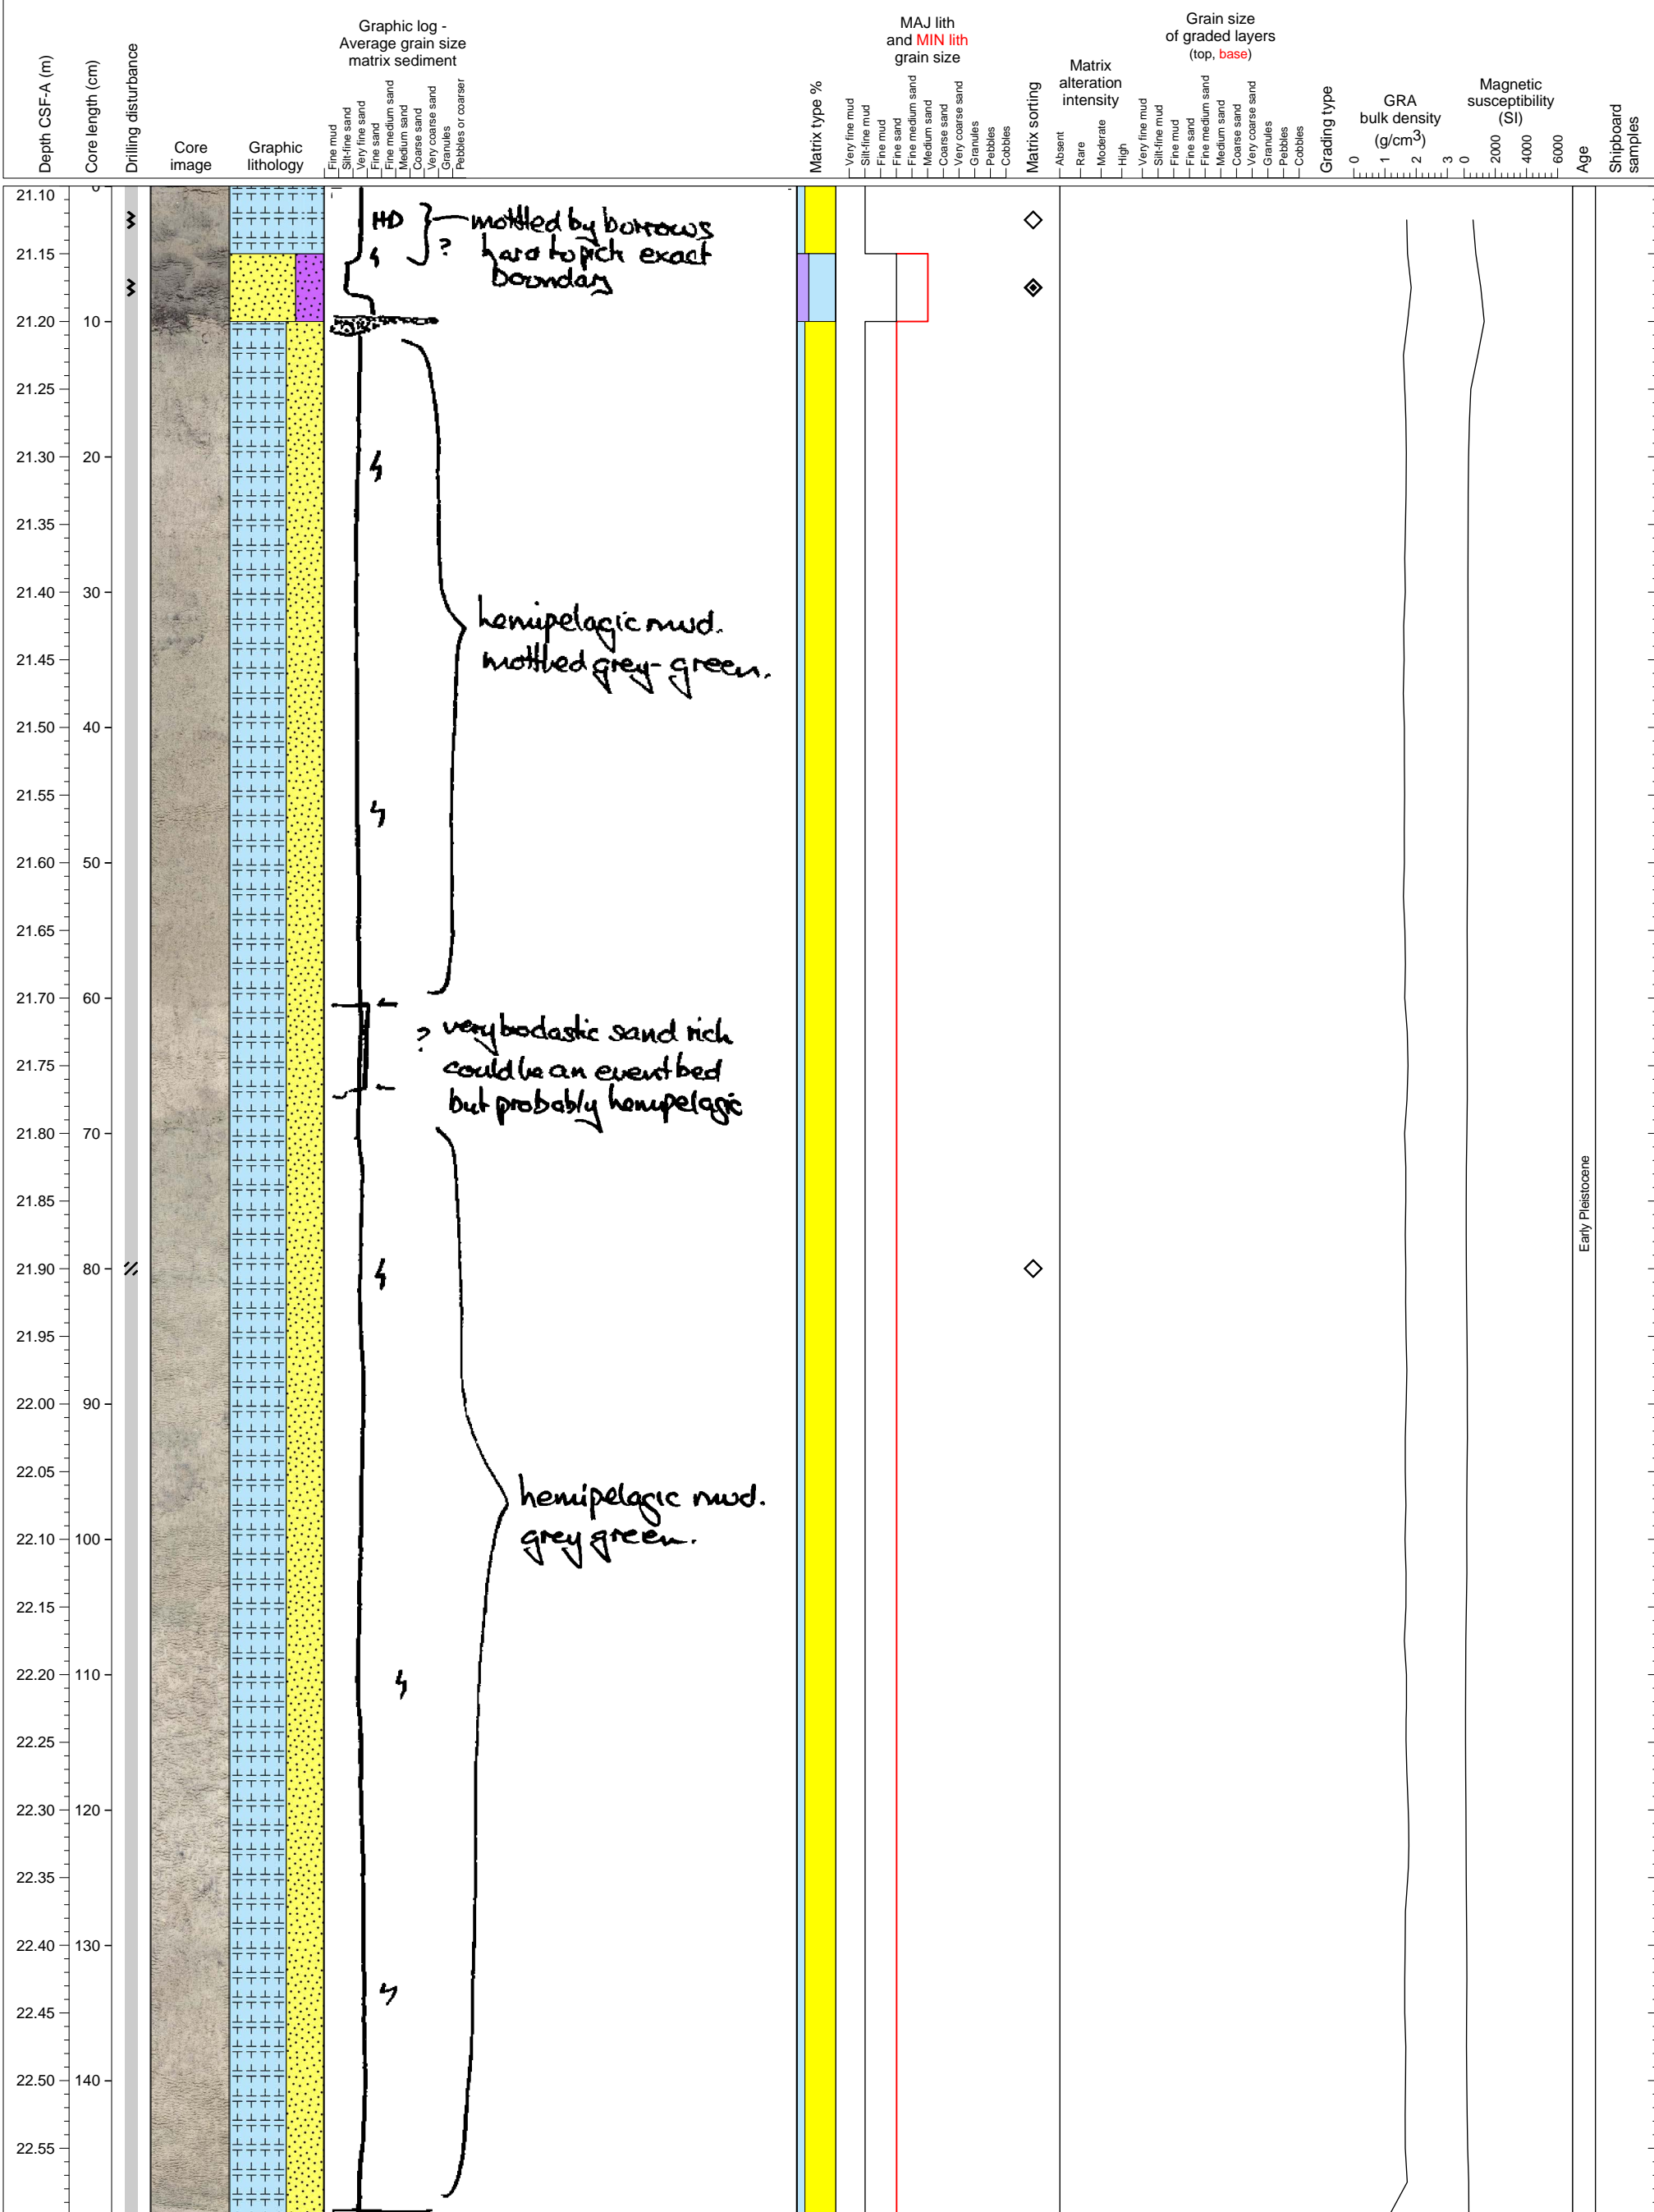 Graphic log -
Average grain size
matrix sediment
MAJ lith
and MIN lith
grain size
Grain size
of graded layers
(top, base)
Matrix
alteration
intensity
GRA
bulk density
(g/cm3)
Magnetic
susceptibility
(SI)
Depth CSF-A (m)
Core length (cm)
Drilling disturbance
Core
image
Graphic
lithology
Fine mud
Silt-fine sand
Very fine sand
Fine sand
Fine medium sand
Medium sand
Coarse sand
Very coarse sand
Granules
Pebbles or coarser
Matrix type %
Very fine mud
Silt-fine mud
Fine mud
Fine sand
Fine medium sand
Medium sand
Coarse sand
Very coarse sand
Granules
Pebbles
Cobbles
Matrix sorting
Absent
Rare
Moderate
High
Very fine mud
Silt-fine mud
Fine mud
Fine sand
Fine medium sand
Medium sand
Coarse sand
Very coarse sand
Granules
Pebbles
Cobbles
Grading type
0 1 2 3
0 2000 4000 6000
Age
Shipboard
samples
21.10 0
21.15
21.20 10
21.25
21.30 20
21.35
21.40 30
21.45
21.50 40
21.55
21.60 50
21.65
21.70 60
21.75
21.80 70
21.85
21.90 80
21.95
22.00 90
22.05
22.10 100
22.15
22.20 110
22.25
22.30 120
22.35
22.40 130
22.45
22.50 140
22.55
HD
mottled by burrows
? hard to pick exact
boundary
hemipelagic mud.
mottled grey-green.
? very bioclastic sand rich
could be an event bed
but probably hemipelagic
hemipelagic mud.
grey green.
Early Pleistocene